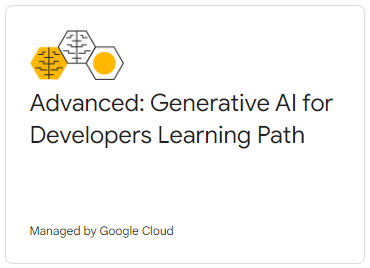 Advanced: Generative AI for
Developers Learning Path
Managed by Google Cloud